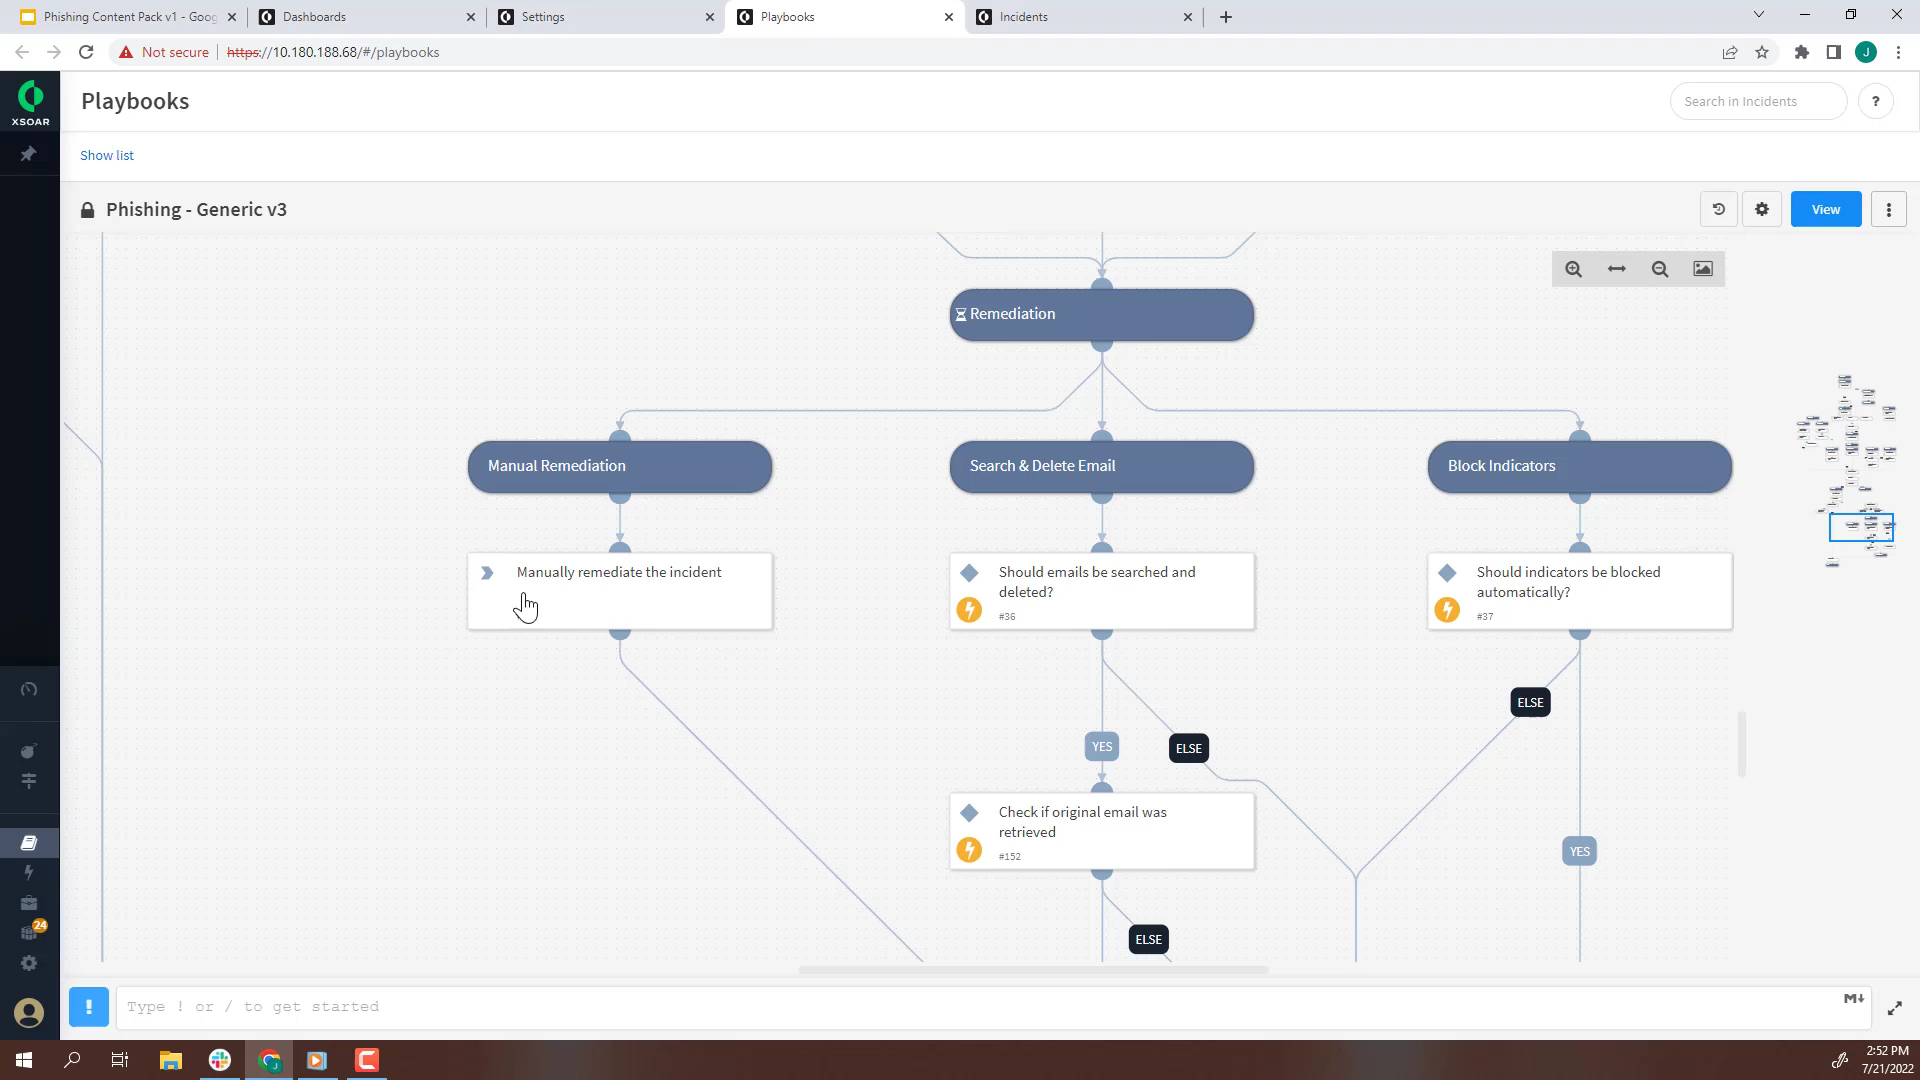 Phishing Content Pack v1 - Goog
Dashboards
Settings
Playbooks
Incidents
Not secure
https://10.180.188.68/#/playbooks
J
XSOAR
Playbooks
Search in Incidents
?
Show list
Phishing - Generic v3
View
Remediation
Manual Remediation
Search & Delete Email
Block Indicators
Manually remediate the incident
Should emails be searched and
deleted?
#36
Should indicators be blocked
automatically?
#37
ELSE
YES
ELSE
Check if original email was
retrieved
#152
YES
ELSE
24
!
Type ! or / to get started
M↓
2:52 PM
7/21/2022